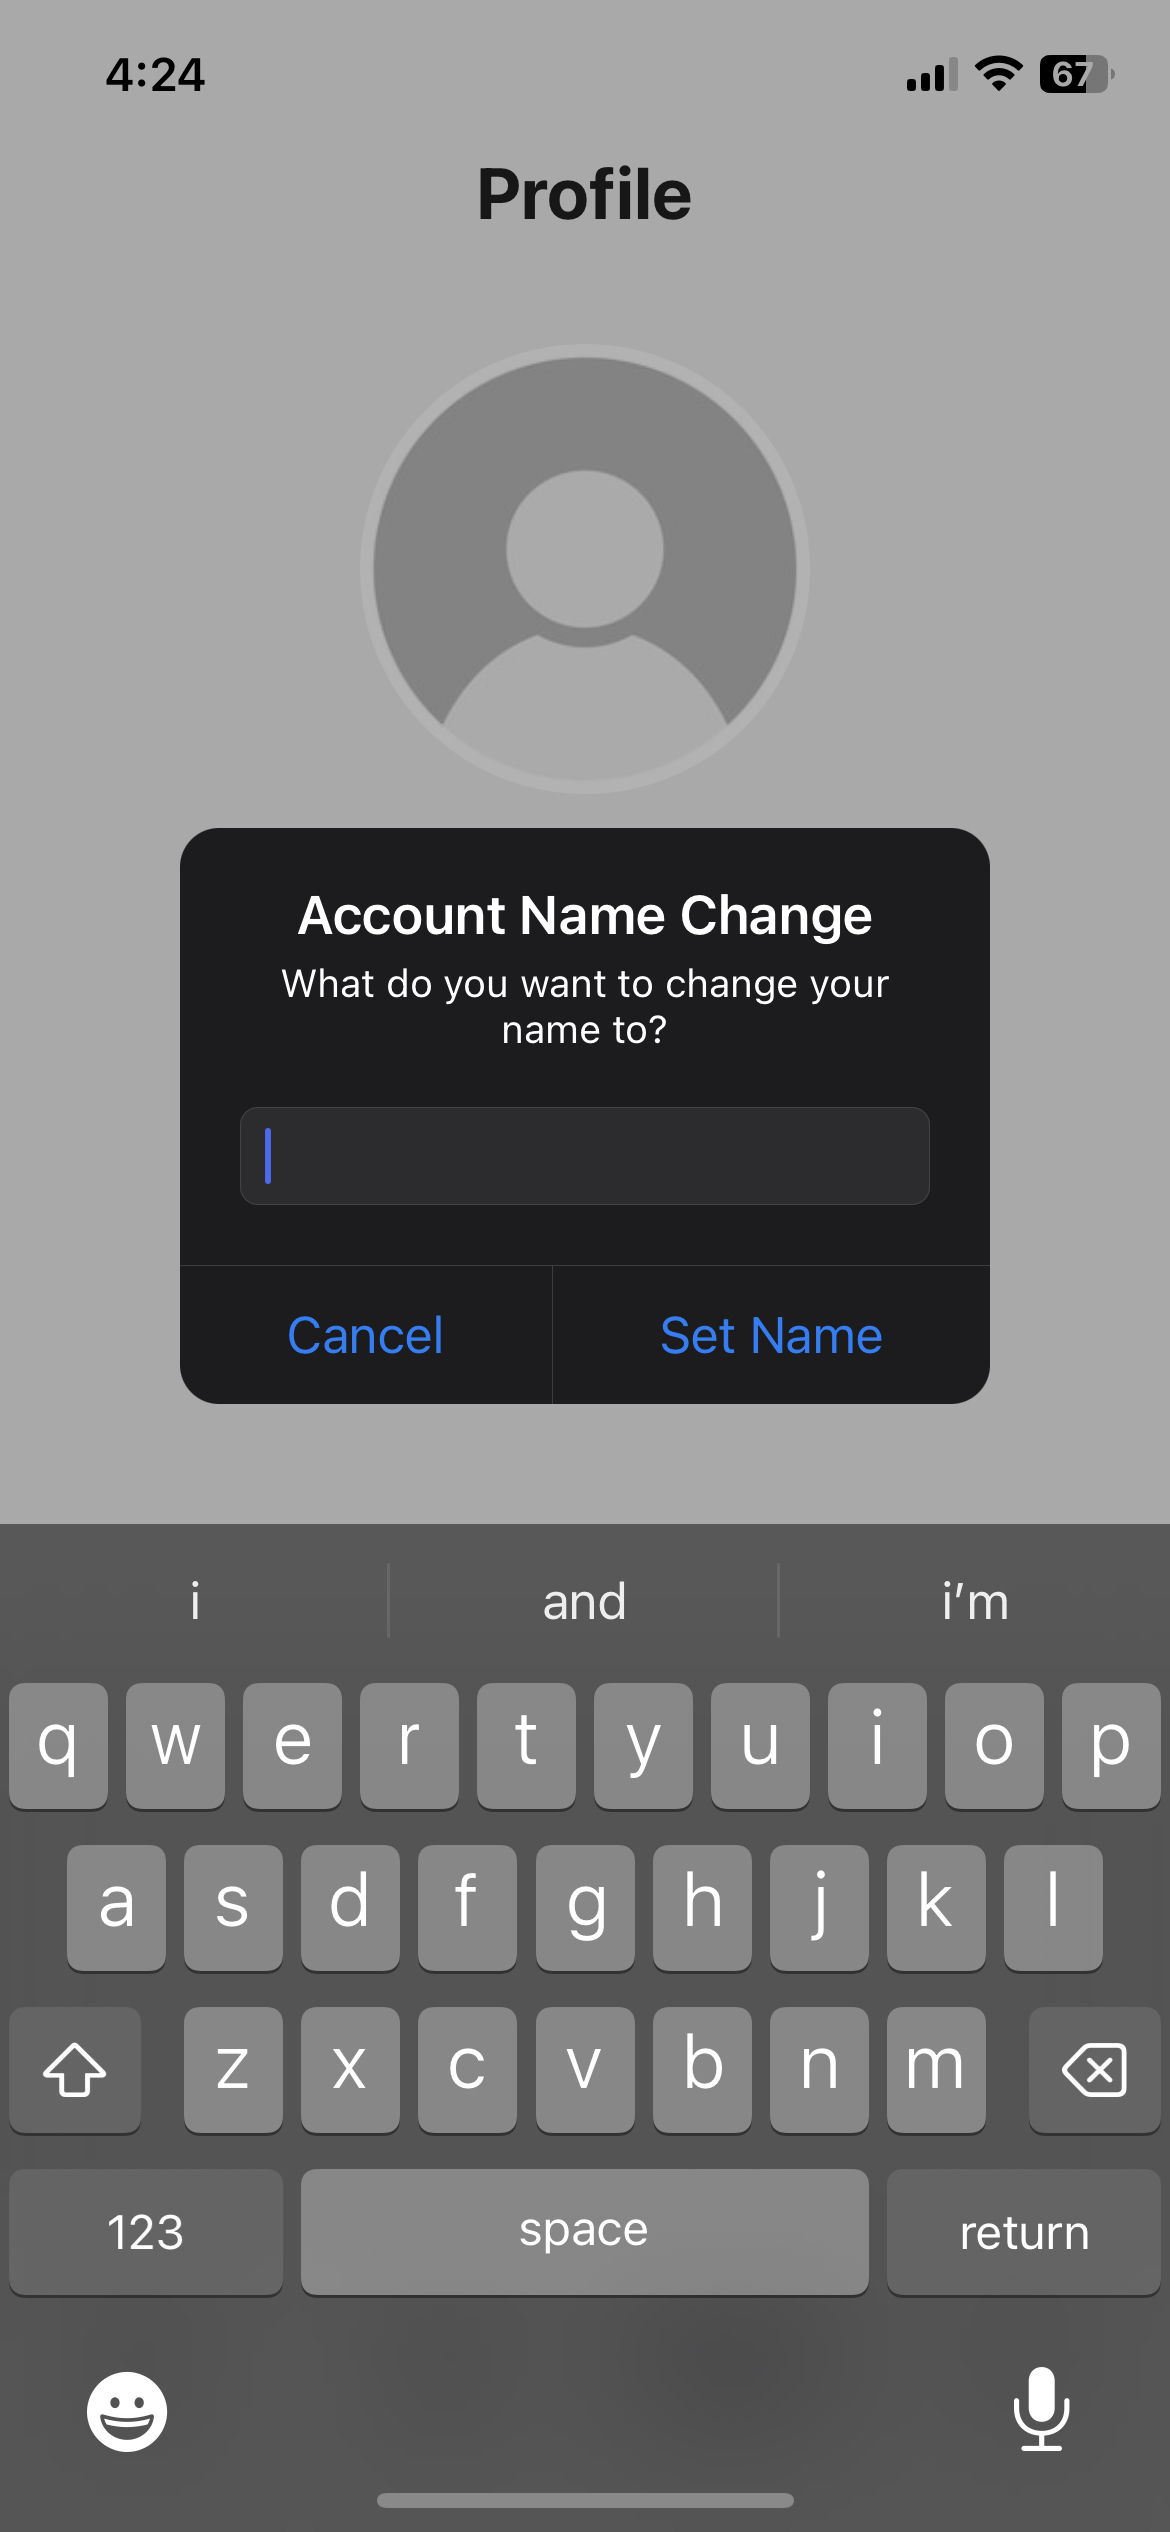 4:24
67
Profile
Account Name Change
What do you want to change your
name to?
Cancel
Set Name
i
and
i’m
q w e r t y u i o p
a s d f g h j k l
z x c v b n m
123
space
return